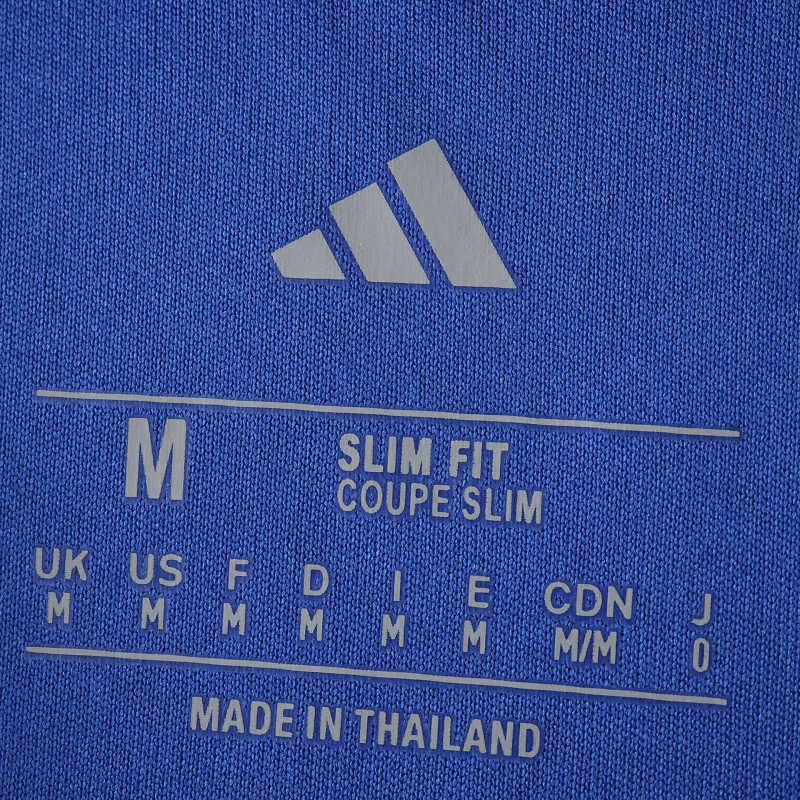 M
SLIM FIT
COUPE SLIM
UK US F D I E CDN J
M M M M M M M/M O
MADE IN THAILAND